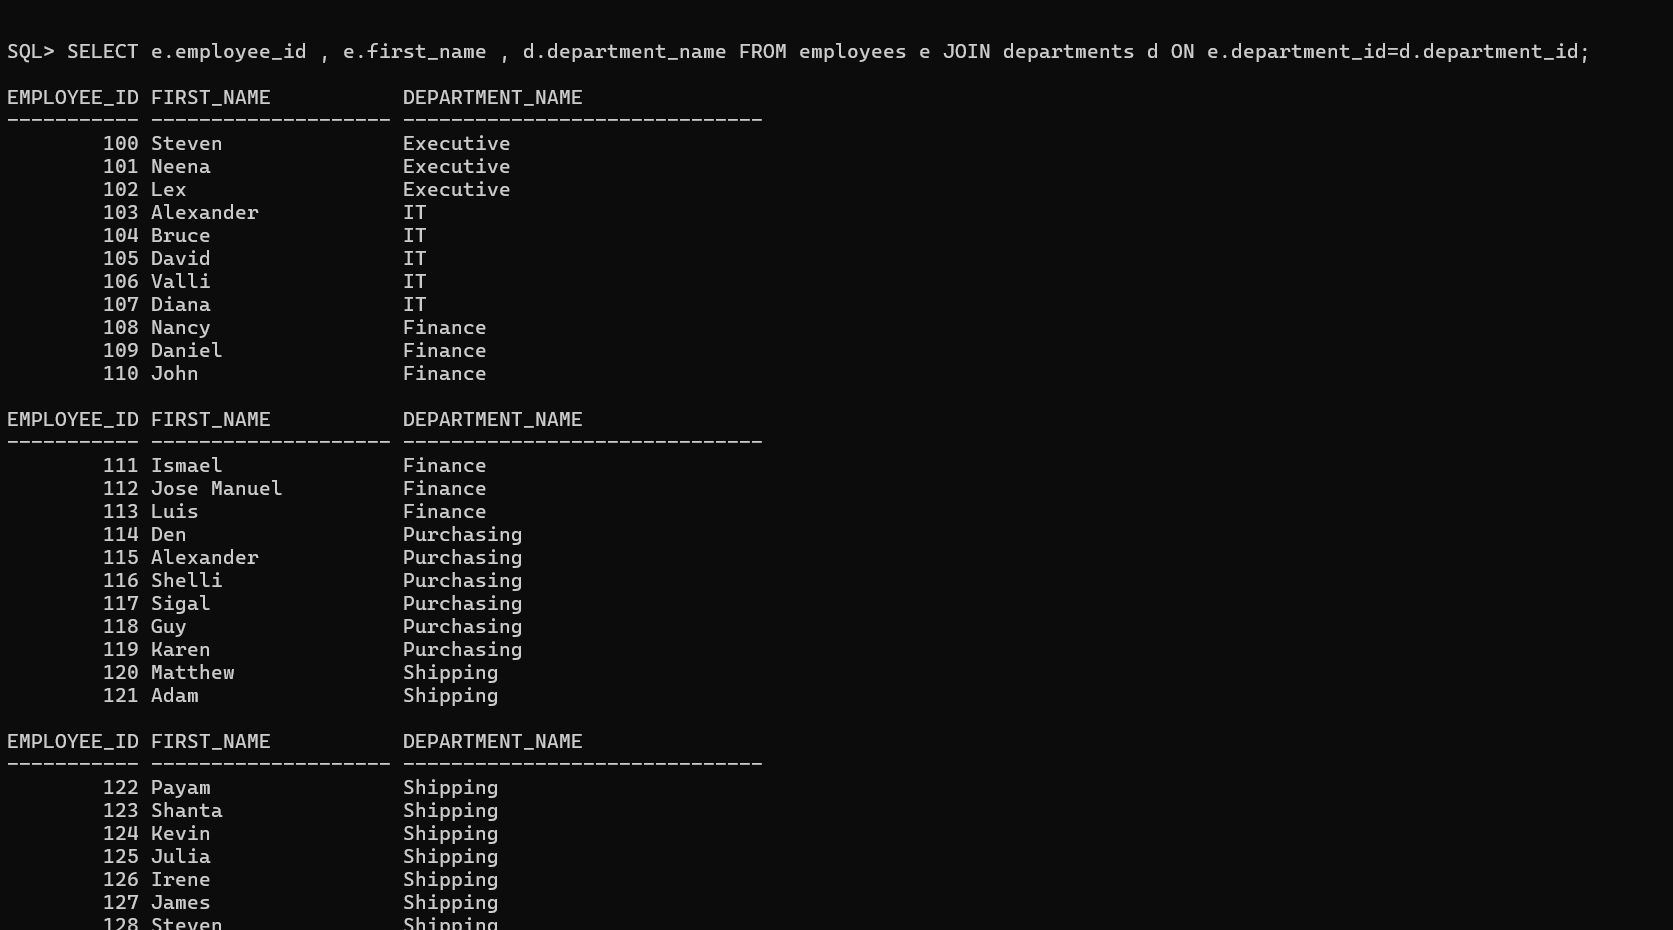 SQL> SELECT e.employee_id , e.first_name , d.department_name FROM employees e JOIN departments d ON e.department_id=d.department_id;
EMPLOYEE_ID FIRST_NAME           DEPARTMENT_NAME
----------- -------------------- ------------------------------
        100 Steven               Executive
        101 Neena                Executive
        102 Lex                  Executive
        103 Alexander            IT
        104 Bruce                IT
        105 David                IT
        106 Valli                IT
        107 Diana                IT
        108 Nancy                Finance
        109 Daniel               Finance
        110 John                 Finance
EMPLOYEE_ID FIRST_NAME           DEPARTMENT_NAME
----------- -------------------- ------------------------------
        111 Ismael               Finance
        112 Jose Manuel          Finance
        113 Luis                 Finance
        114 Den                  Purchasing
        115 Alexander            Purchasing
        116 Shelli               Purchasing
        117 Sigal                Purchasing
        118 Guy                  Purchasing
        119 Karen                Purchasing
        120 Matthew              Shipping
        121 Adam                 Shipping
EMPLOYEE_ID FIRST_NAME           DEPARTMENT_NAME
----------- -------------------- ------------------------------
        122 Payam                Shipping
        123 Shanta               Shipping
        124 Kevin                Shipping
        125 Julia                Shipping
        126 Irene                Shipping
        127 James                Shipping
        128 Steven               Shipping